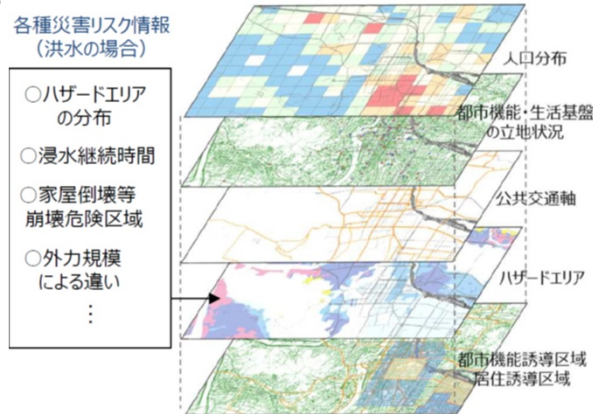 各種災害リスク情報
（洪水の場合）
○ハザードエリア
の分布
○浸水継続時間
○家屋倒壊等
崩壊危険区域
○外力規模
による違い
⋮
人口分布
都市機能・生活基盤
の立地状況
公共交通軸
ハザードエリア
都市機能誘導区域
居住誘導区域